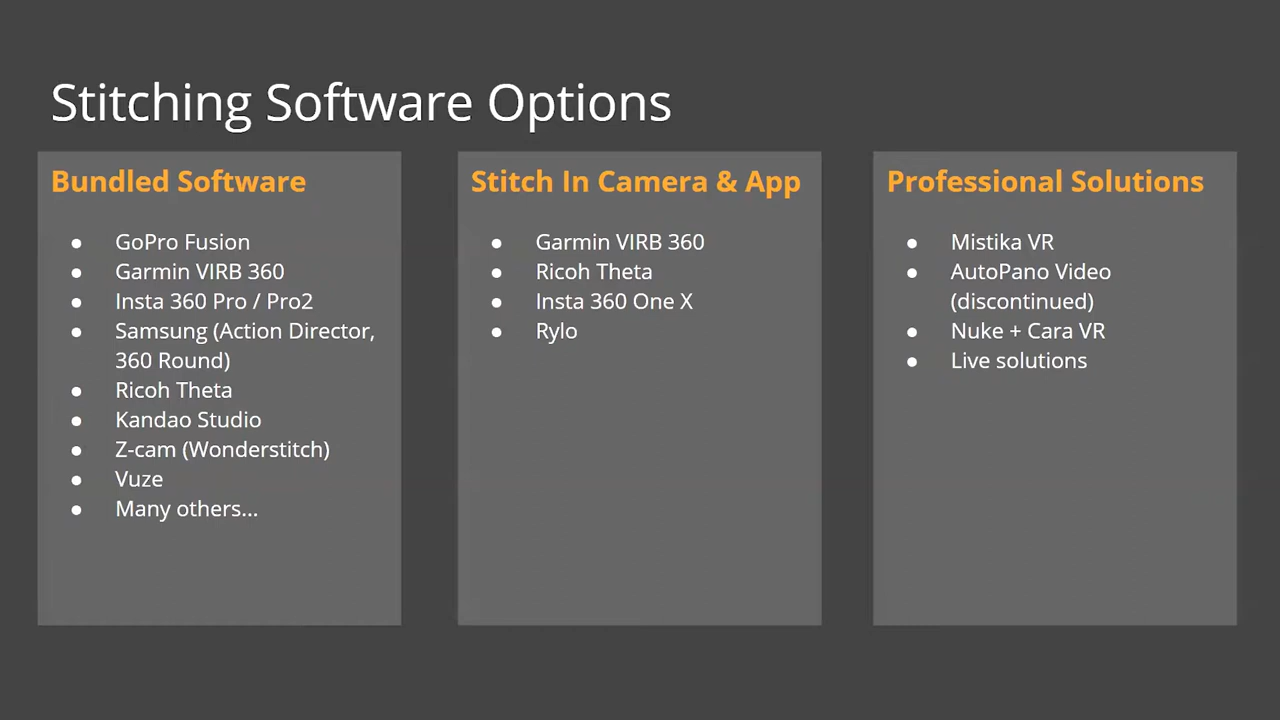 Stitching Software Options
Bundled Software
● GoPro Fusion
● Garmin VIRB 360
● Insta 360 Pro / Pro2
● Samsung (Action Director,
360 Round)
● Ricoh Theta
● Kandao Studio
● Z-cam (Wonderstitch)
● Vuze
● Many others...
Stitch In Camera & App
● Garmin VIRB 360
● Ricoh Theta
● Insta 360 One X
● Rylo
Professional Solutions
● Mistika VR
● AutoPano Video
(discontinued)
● Nuke + Cara VR
● Live solutions